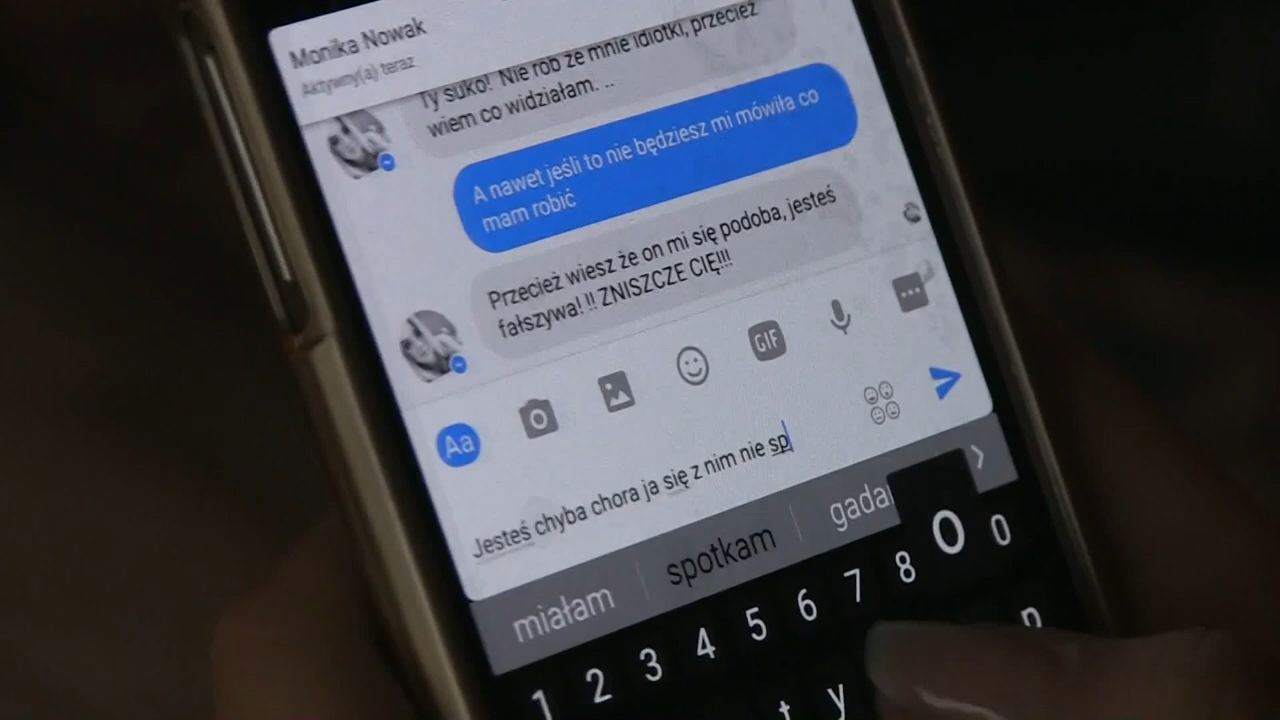 Monika Nowak
Aktywny(a) teraz
Ty suko! Nie rób ze mnie idiotki, przecież
wiem co widziałam. ..
A nawet jeśli to nie będziesz mi mówiła co
mam robić
Przecież wiesz że on mi się podoba, jesteś
fałszywa! !! ZNISZCZE CIĘ!!!
GIF
Aa
Jesteś chyba chora ja się z nim nie sp
miałam spotkam gada
1 2 3 4 5 6 7 8 O 0
t y p